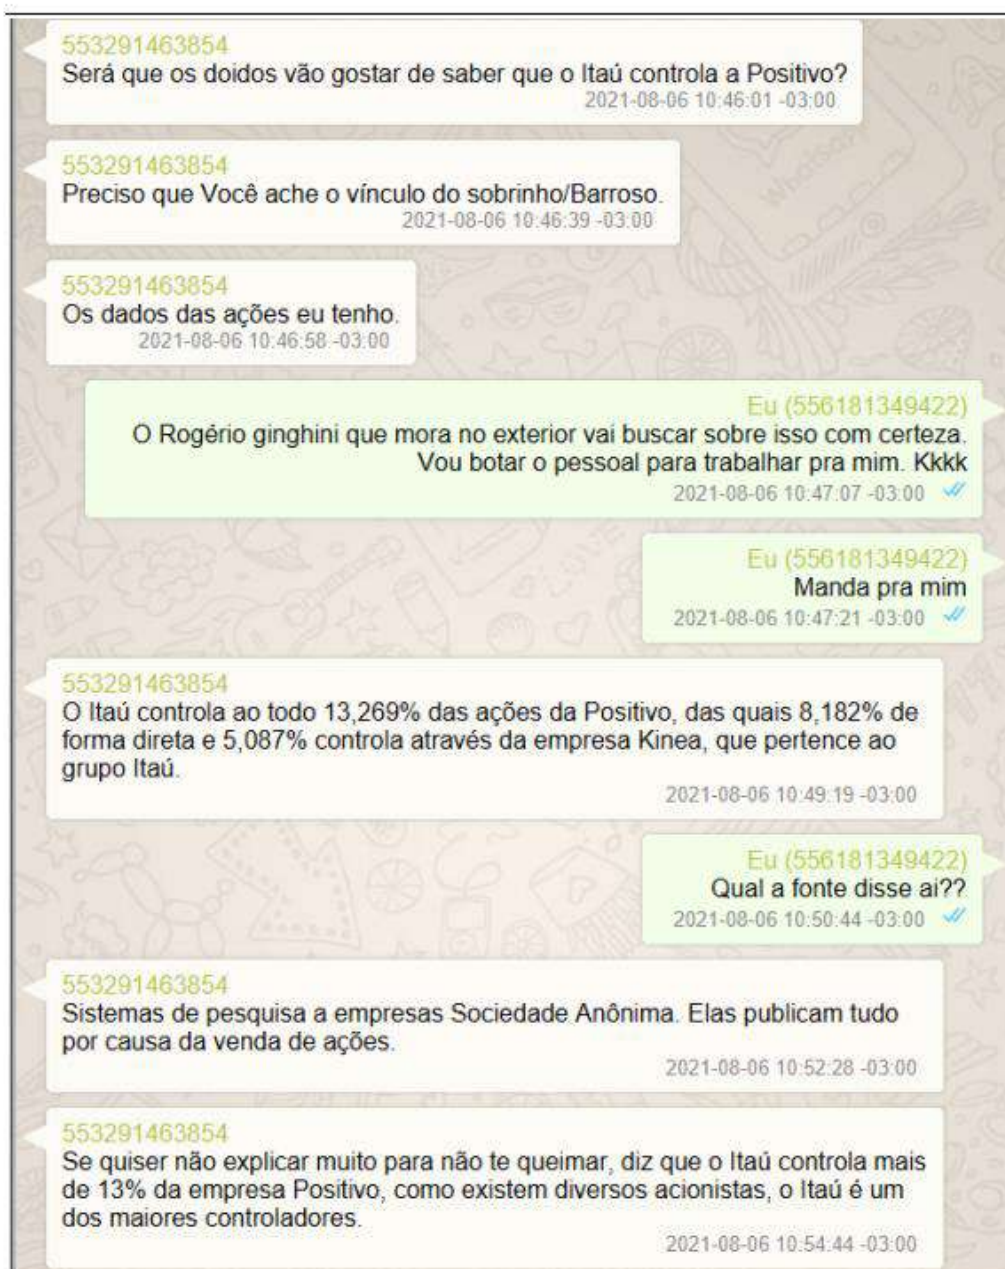 553291463854
Será que os doidos vão gostar de saber que o Itaú controla a Positivo?
2021-08-06 10:46:01 -03:00
553291463854
Preciso que Você ache o vínculo do sobrinho/Barroso.
2021-08-06 10:46:39 -03:00
553291463854
Os dados das ações eu tenho.
2021-08-06 10:46:58 -03:00
Eu (556181349422)
O Rogério ginghini que mora no exterior vai buscar sobre isso com certeza.
Vou botar o pessoal para trabalhar pra mim. Kkkk
2021-08-06 10:47:07 -03:00
Eu (556181349422)
Manda pra mim
2021-08-06 10:47:21 -03:00
553291463854
O Itaú controla ao todo 13,269% das ações da Positivo, das quais 8,182% de
forma direta e 5,087% controla através da empresa Kinea, que pertence ao
grupo Itaú.
2021-08-06 10:49:19 -03:00
Eu (556181349422)
Qual a fonte disse ai??
2021-08-06 10:50:44 -03:00
553291463854
Sistemas de pesquisa a empresas Sociedade Anônima. Elas publicam tudo
por causa da venda de ações.
2021-08-06 10:52:28 -03:00
553291463854
Se quiser não explicar muito para não te queimar, diz que o Itaú controla mais
de 13% da empresa Positivo, como existem diversos acionistas, o Itaú é um
dos maiores controladores.
2021-08-06 10:54:44 -03:00